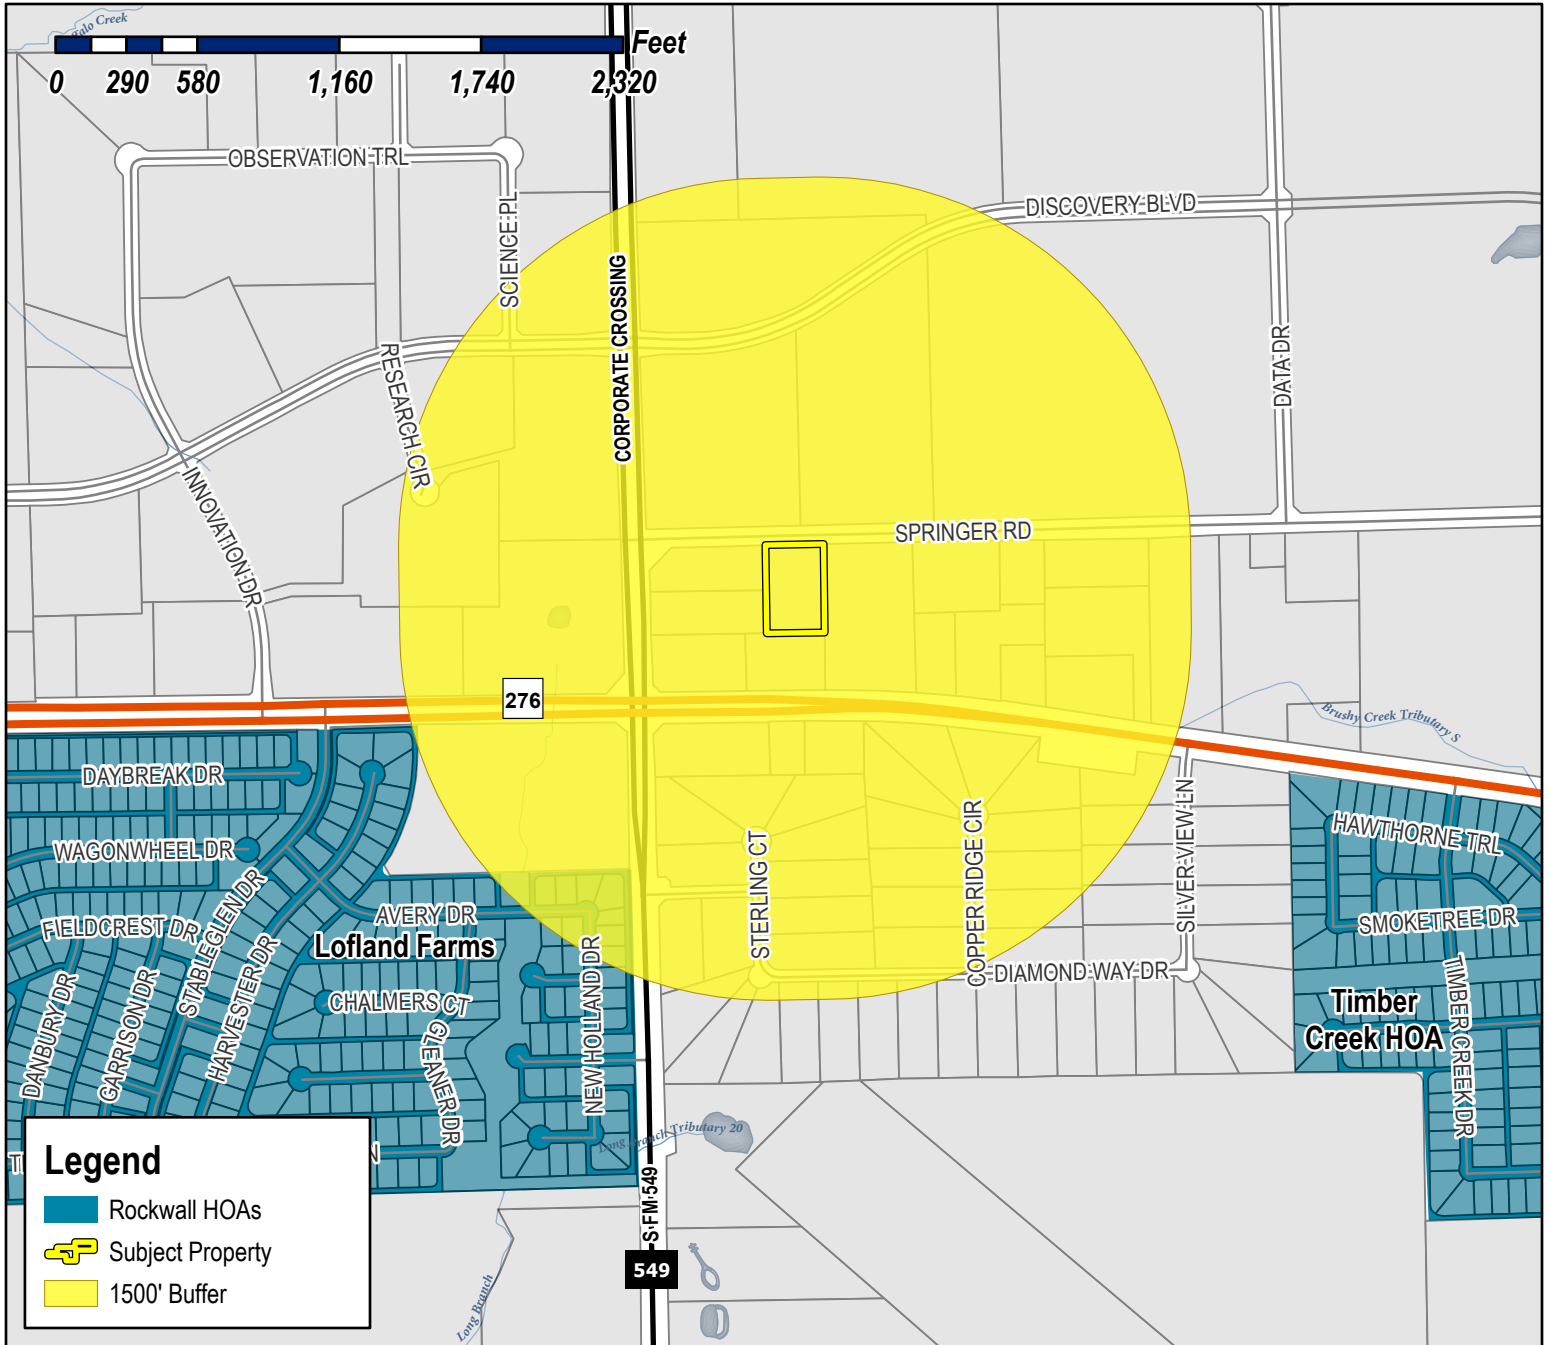 Feet
0 290 580 1,160 1,740 2,320
OBSERVATION TRL
SCIENCE PL
DISCOVERY BLVD
CORPORATE CROSSING
RESEARCH CIR
DATA DR
INNOVATION DR
SPRINGER RD
276
Brushy Creek Tributary S
DAYBREAK DR
WAGONWHEEL DR
FIELDCREST DR
STABLEGLEN DR
AVERY DR
Lofland Farms
HARVESTER DR
DANBURY DR
GARRISON DR
CHALMERS CT
GLEANER DR
NEW HOLLAND DR
STERLING CT
COPPER RIDGE CIR
SILVER VIEW LN
DIAMOND WAY DR
HAWTHORNE TRL
SMOKETREE DR
Timber
Creek HOA
TIMBER CREEK DR
Long Branch Tributary 20
S FM 549
549
Long Branch
Legend
Rockwall HOAs
Subject Property
1500' Buffer